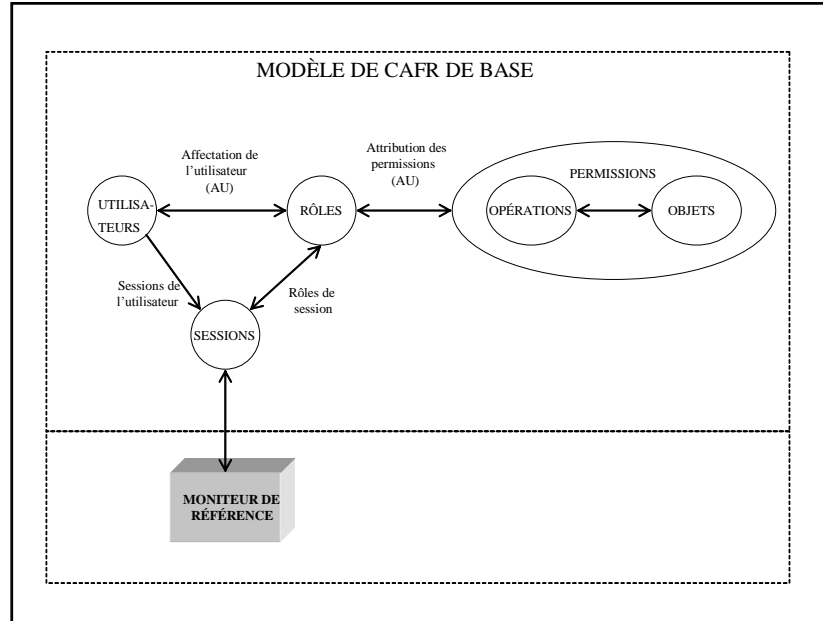 MODÈLE DE CAFR DE BASE
Affectation de
l’utilisateur
(AU)
Attribution des
permissions
(AU)
UTILISA-
TEURS
RÔLES
PERMISSIONS
OPÉRATIONS
OBJETS
Sessions de
l’utilisateur
Rôles de
session
SESSIONS
MONITEUR DE
RÉFÉRENCE